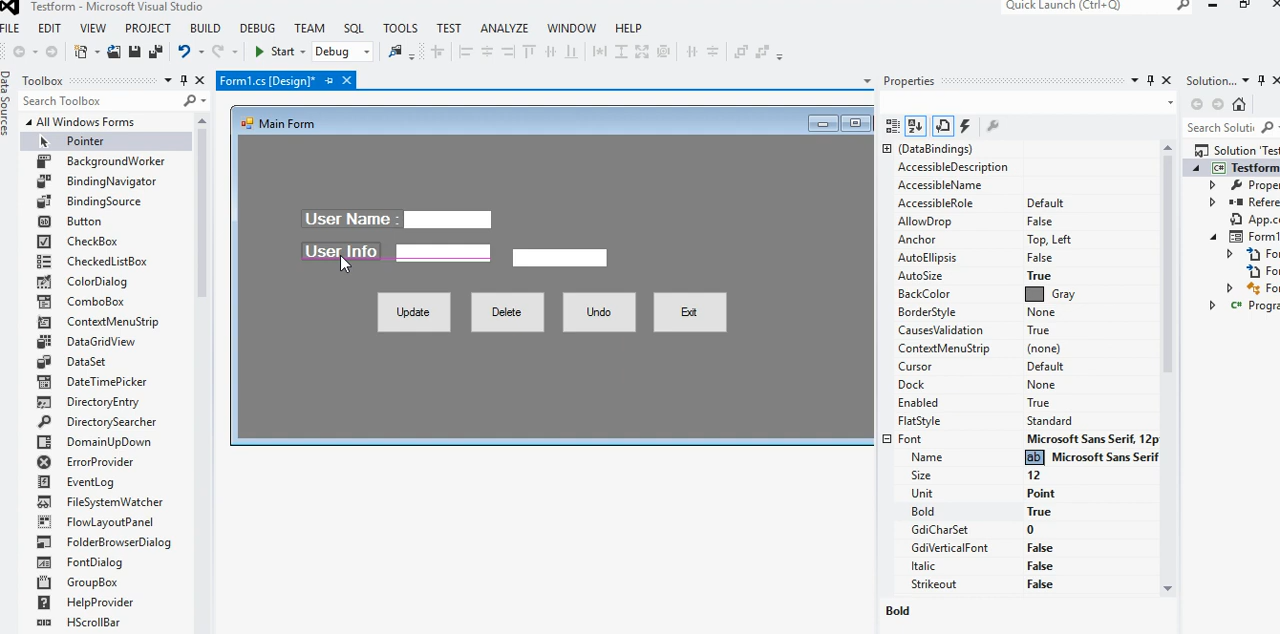 Testform - Microsoft Visual Studio
Quick Launch (Ctrl+Q)
FILE EDIT VIEW PROJECT BUILD DEBUG TEAM SQL TOOLS TEST ANALYZE WINDOW HELP
Start Debug
Data Sources
Toolbox
Search Toolbox
All Windows Forms
Pointer
BackgroundWorker
BindingNavigator
BindingSource
Button
CheckBox
CheckedListBox
ColorDialog
ComboBox
ContextMenuStrip
DataGridView
DataSet
DateTimePicker
DirectoryEntry
DirectorySearcher
DomainUpDown
ErrorProvider
EventLog
FileSystemWatcher
FlowLayoutPanel
FolderBrowserDialog
FontDialog
GroupBox
HelpProvider
HScrollBar
Form1.cs [Design]*
Main Form
User Name :
User Info
Update Delete Undo Exit
Properties
(DataBindings)
AccessibleDescription
AccessibleName
AccessibleRole Default
AllowDrop False
Anchor Top, Left
AutoEllipsis False
AutoSize True
BackColor Gray
BorderStyle None
CausesValidation True
ContextMenuStrip (none)
Cursor Default
Dock None
Enabled True
FlatStyle Standard
Font Microsoft Sans Serif, 12p
Name ab Microsoft Sans Serif
Size 12
Unit Point
Bold True
GdiCharSet 0
GdiVerticalFont False
Italic False
Strikeout False
Bold
Solution...
Search Soluti
Solution 'Test
Testform
Proper
Refere
App.c
Form1
Fo
Fo
Fo
C# Progra